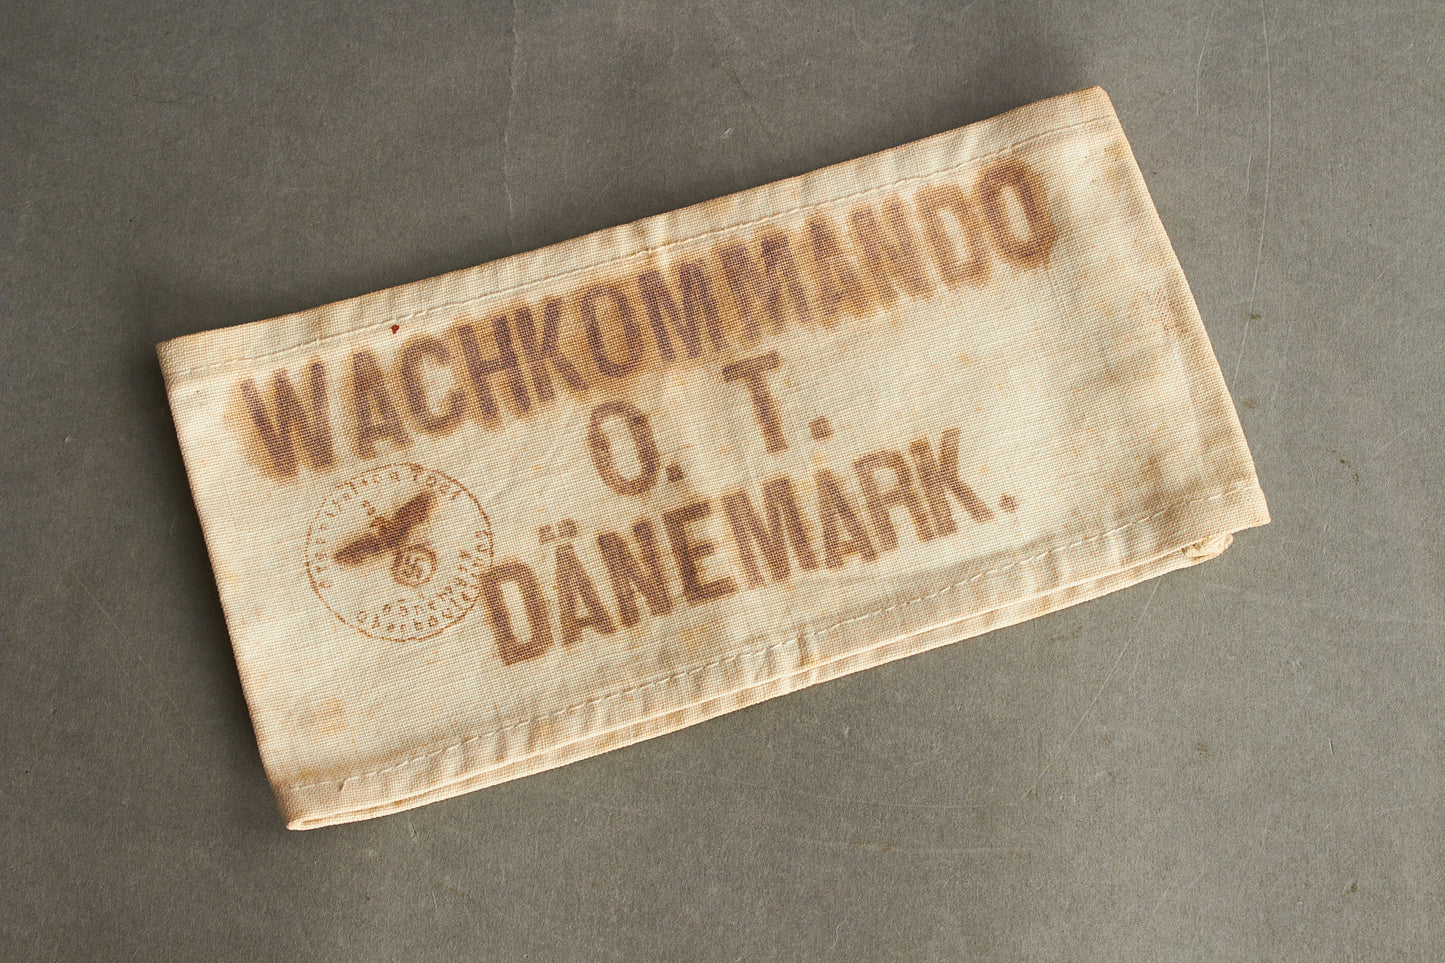 WACHKOMMANDO
O. T.
DÄNEMARK.